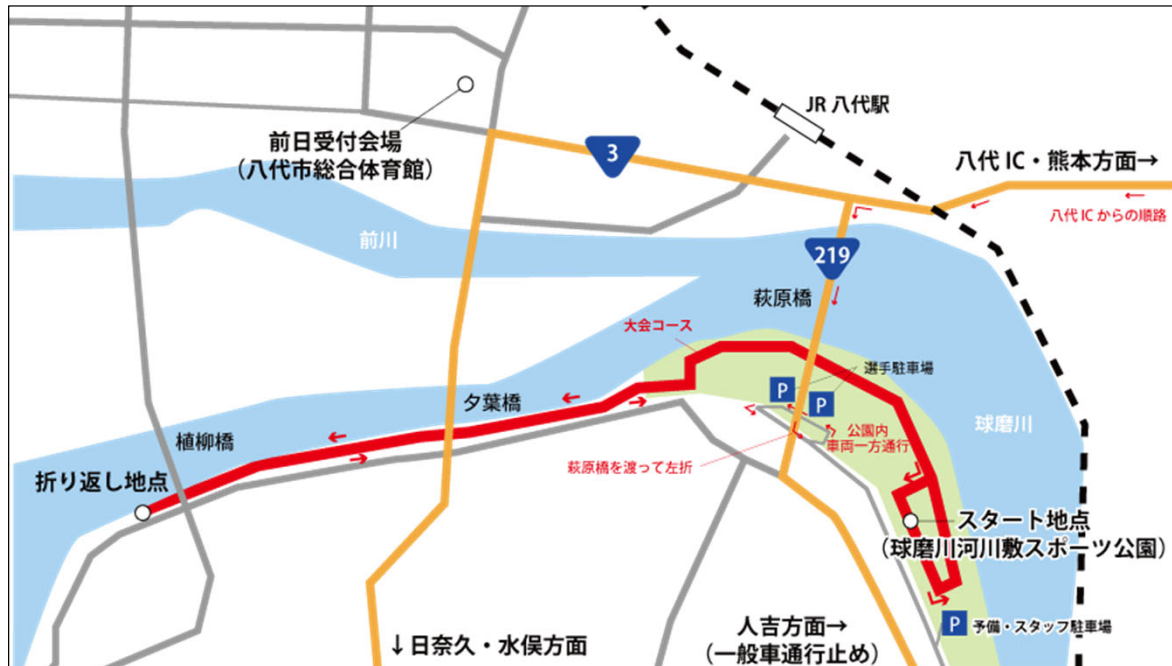 JR 八代駅
3
前日受付会場
（八代市総合体育館）
八代 IC・熊本方面→
八代 IC からの順路
前川
219
萩原橋
大会コース
選手駐車場
P
P
夕葉橋
公園内
車両一方通行
球磨川
植柳橋
萩原橋を渡って左折
折り返し地点
スタート地点
（球磨川河川敷スポーツ公園）
P
予備・スタッフ駐車場
↓日奈久・水俣方面
人吉方面→
（一般車通行止め）